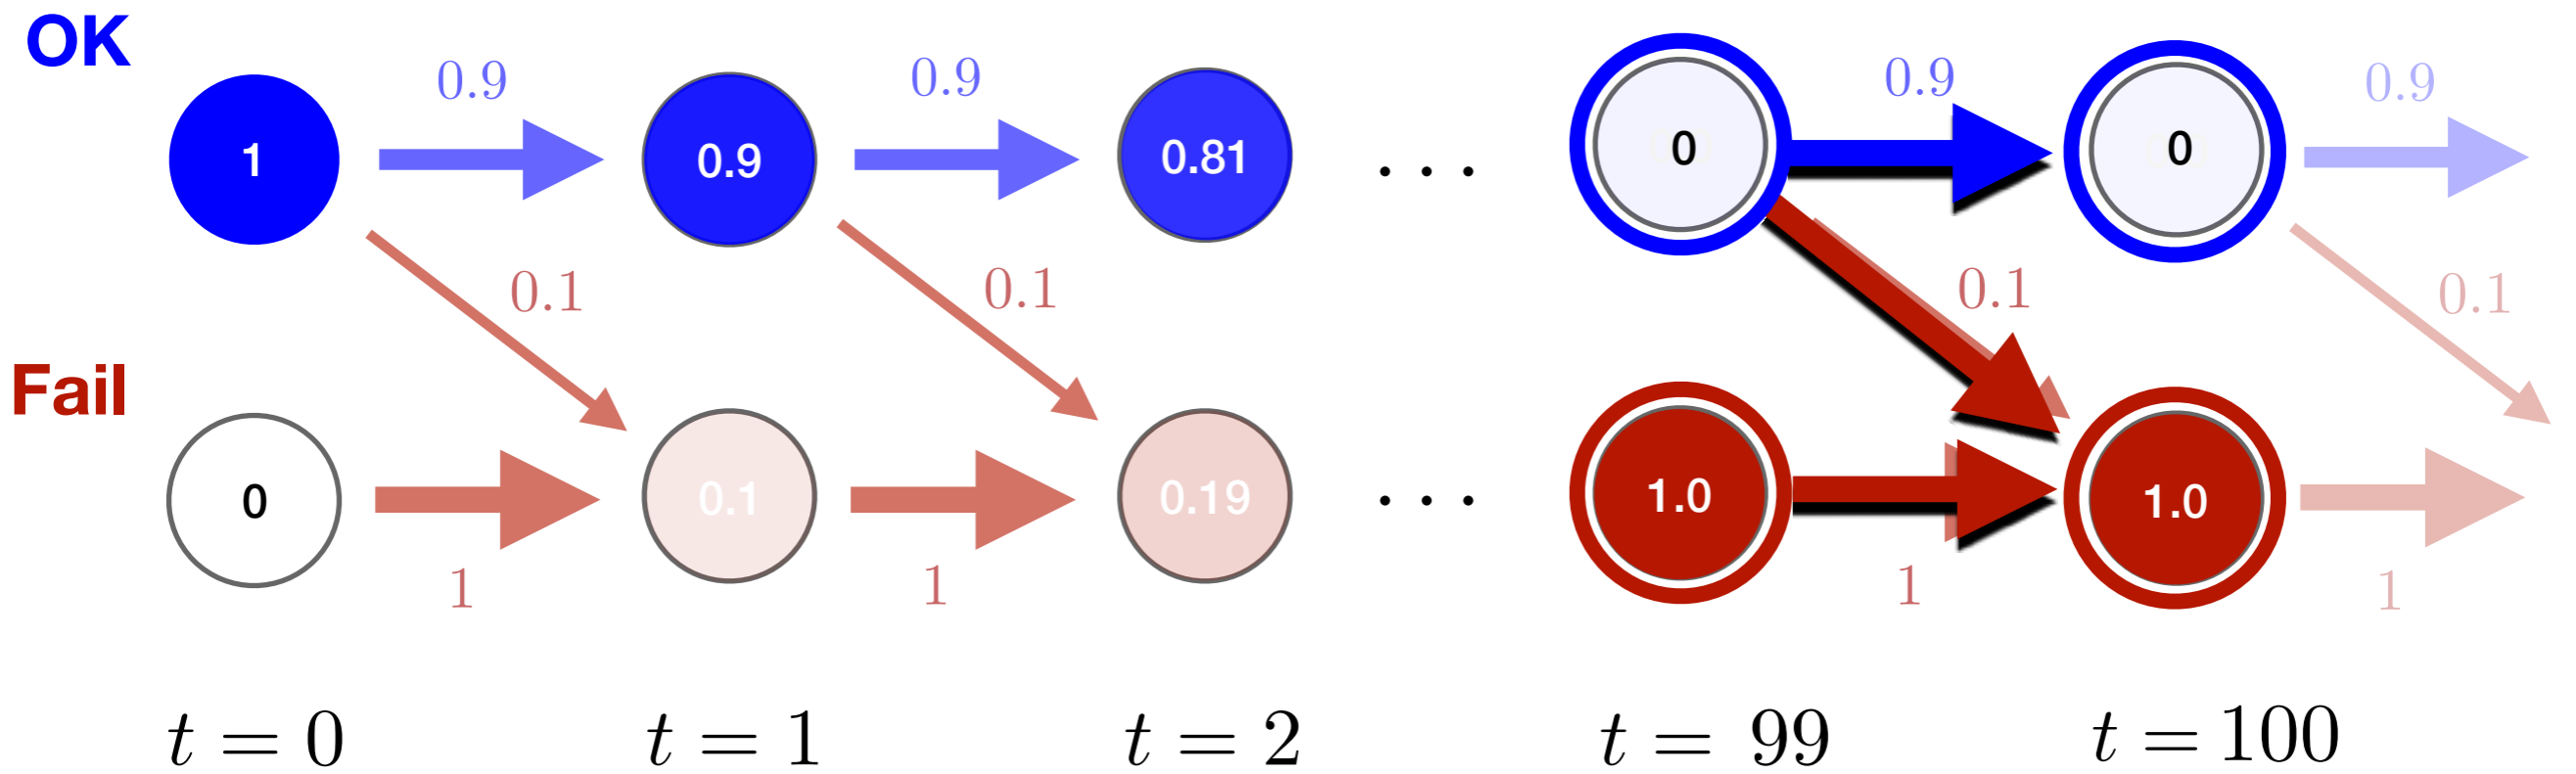 OK
0.9 0.9 0.9 0.9
1 0.9 0.81 ... 0 0
0.1 0.1 0.1 0.1
Fail
0 0.1 0.19 ... 1.0 1.0
1 1 1 1
t = 0 t = 1 t = 2 t = 99 t = 100